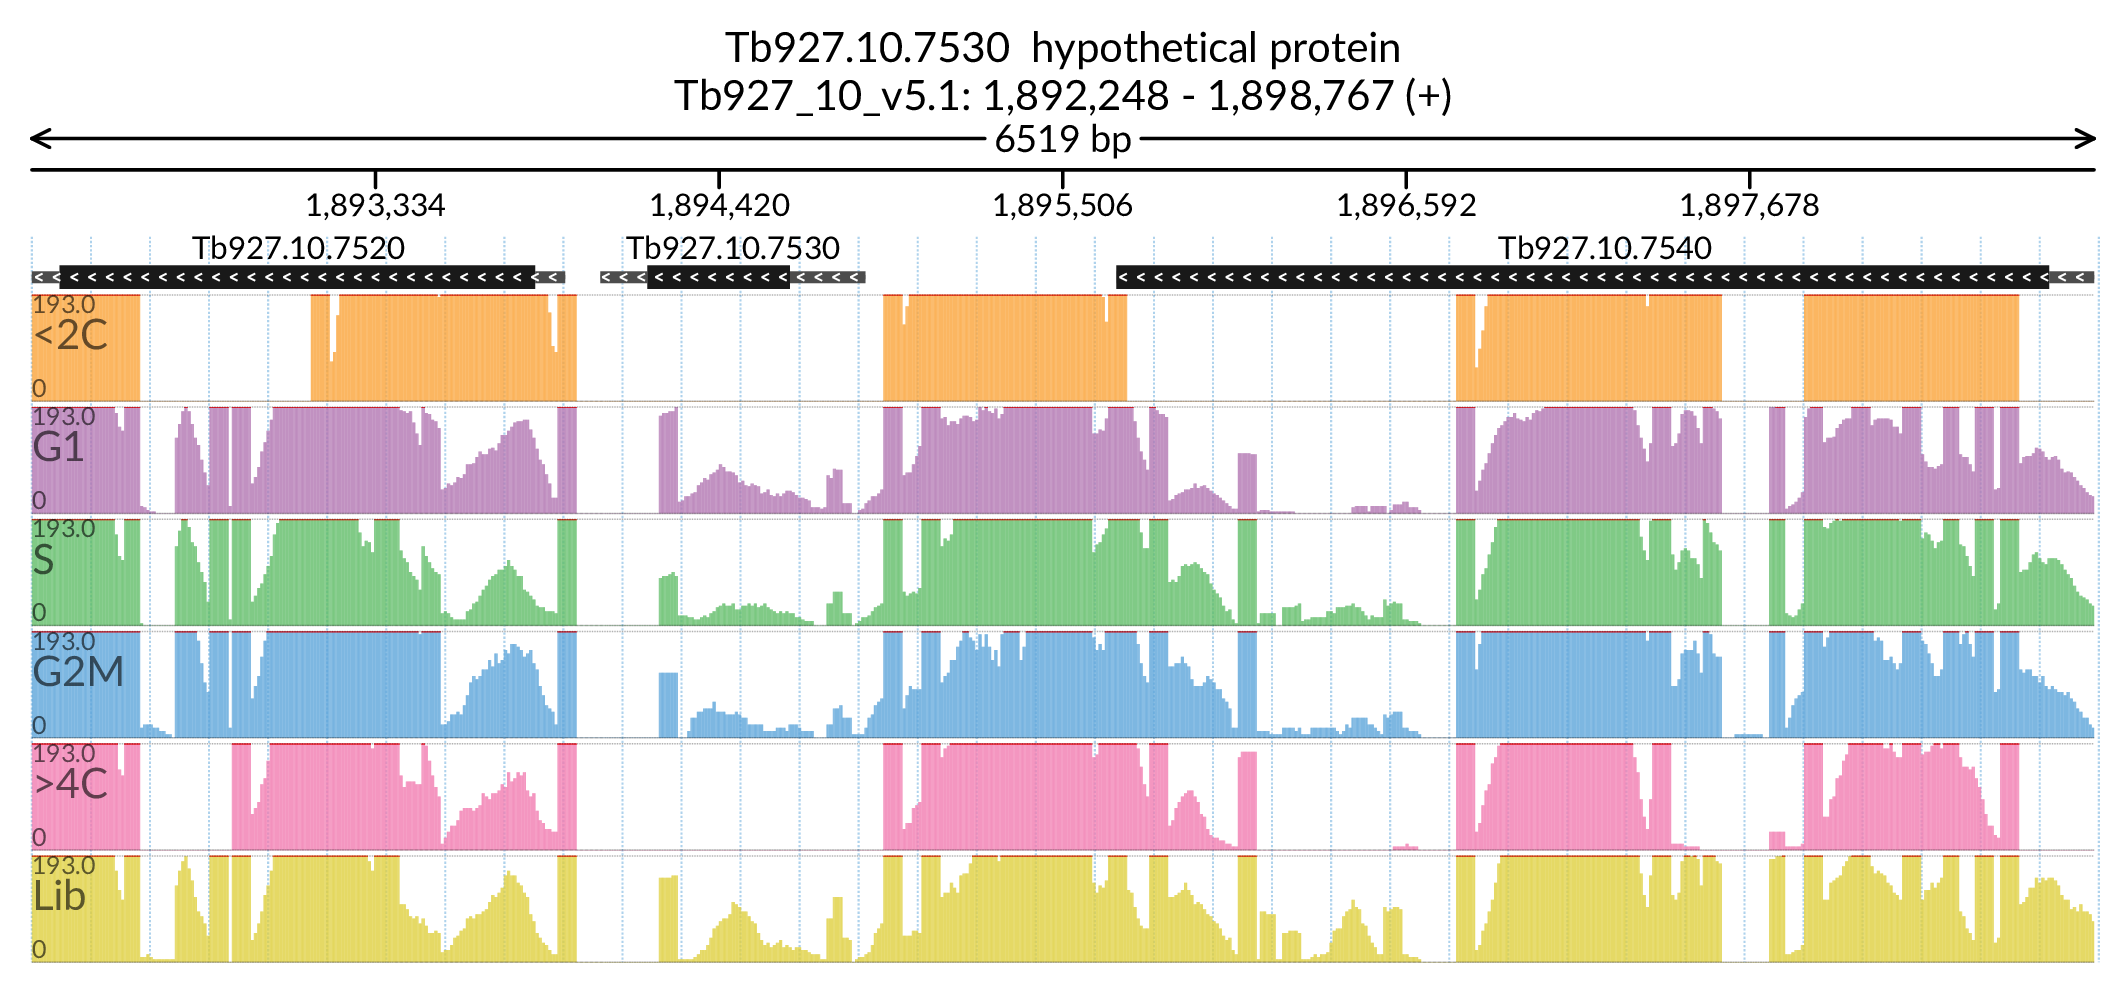 Tb927.10.7530  hypothetical protein
Tb927_10_v5.1: 1,892,248 - 1,898,767 (+)
6519 bp
1,893,334 1,894,420 1,895,506 1,896,592 1,897,678
Tb927.10.7520 Tb927.10.7530 Tb927.10.7540
193.0
<2C
0
193.0
G1
0
193.0
S
0
193.0
G2M
0
193.0
>4C
0
193.0
Lib
0